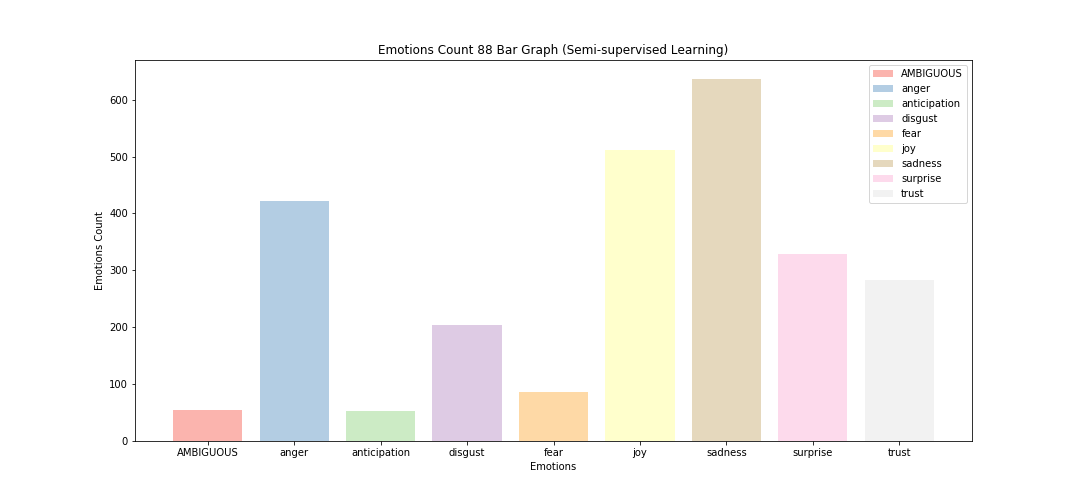 Emotions Count 88 Bar Graph (Semi-supervised Learning)
AMBIGUOUS
anger
anticipation
disgust
fear
joy
sadness
surprise
trust
Emotions Count
600
500
400
300
200
100
0
AMBIGUOUS anger anticipation disgust fear joy sadness surprise trust
Emotions